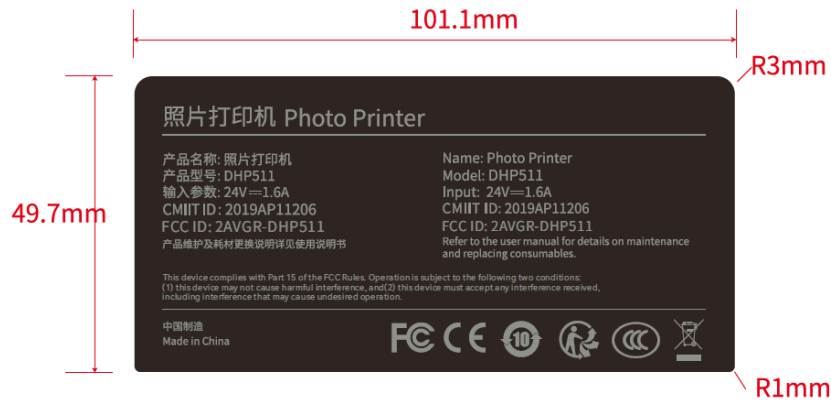 101.1mm
R3mm
49.7mm
照片打印机 Photo Printer
产品名称: 照片打印机
产品型号: DHP511
输入参数: 24V⎓1.6A
CMIIT ID: 2019AP11206
FCC ID: 2AVGR-DHP511
产品维护及耗材更换说明详见使用说明书
Name: Photo Printer
Model: DHP511
Input: 24V⎓1.6A
CMIIT ID: 2019AP11206
FCC ID: 2AVGR-DHP511
Refer to the user manual for details on maintenance
and replacing consumables.
This device complies with Part 15 of the FCC Rules. Operation is subject to the following two conditions:
(1) this device may not cause harmful interference, and(2) this device must accept any interference received,
including interference that may cause undesired operation.
中国制造
Made in China
FC CE 10 CCC
R1mm